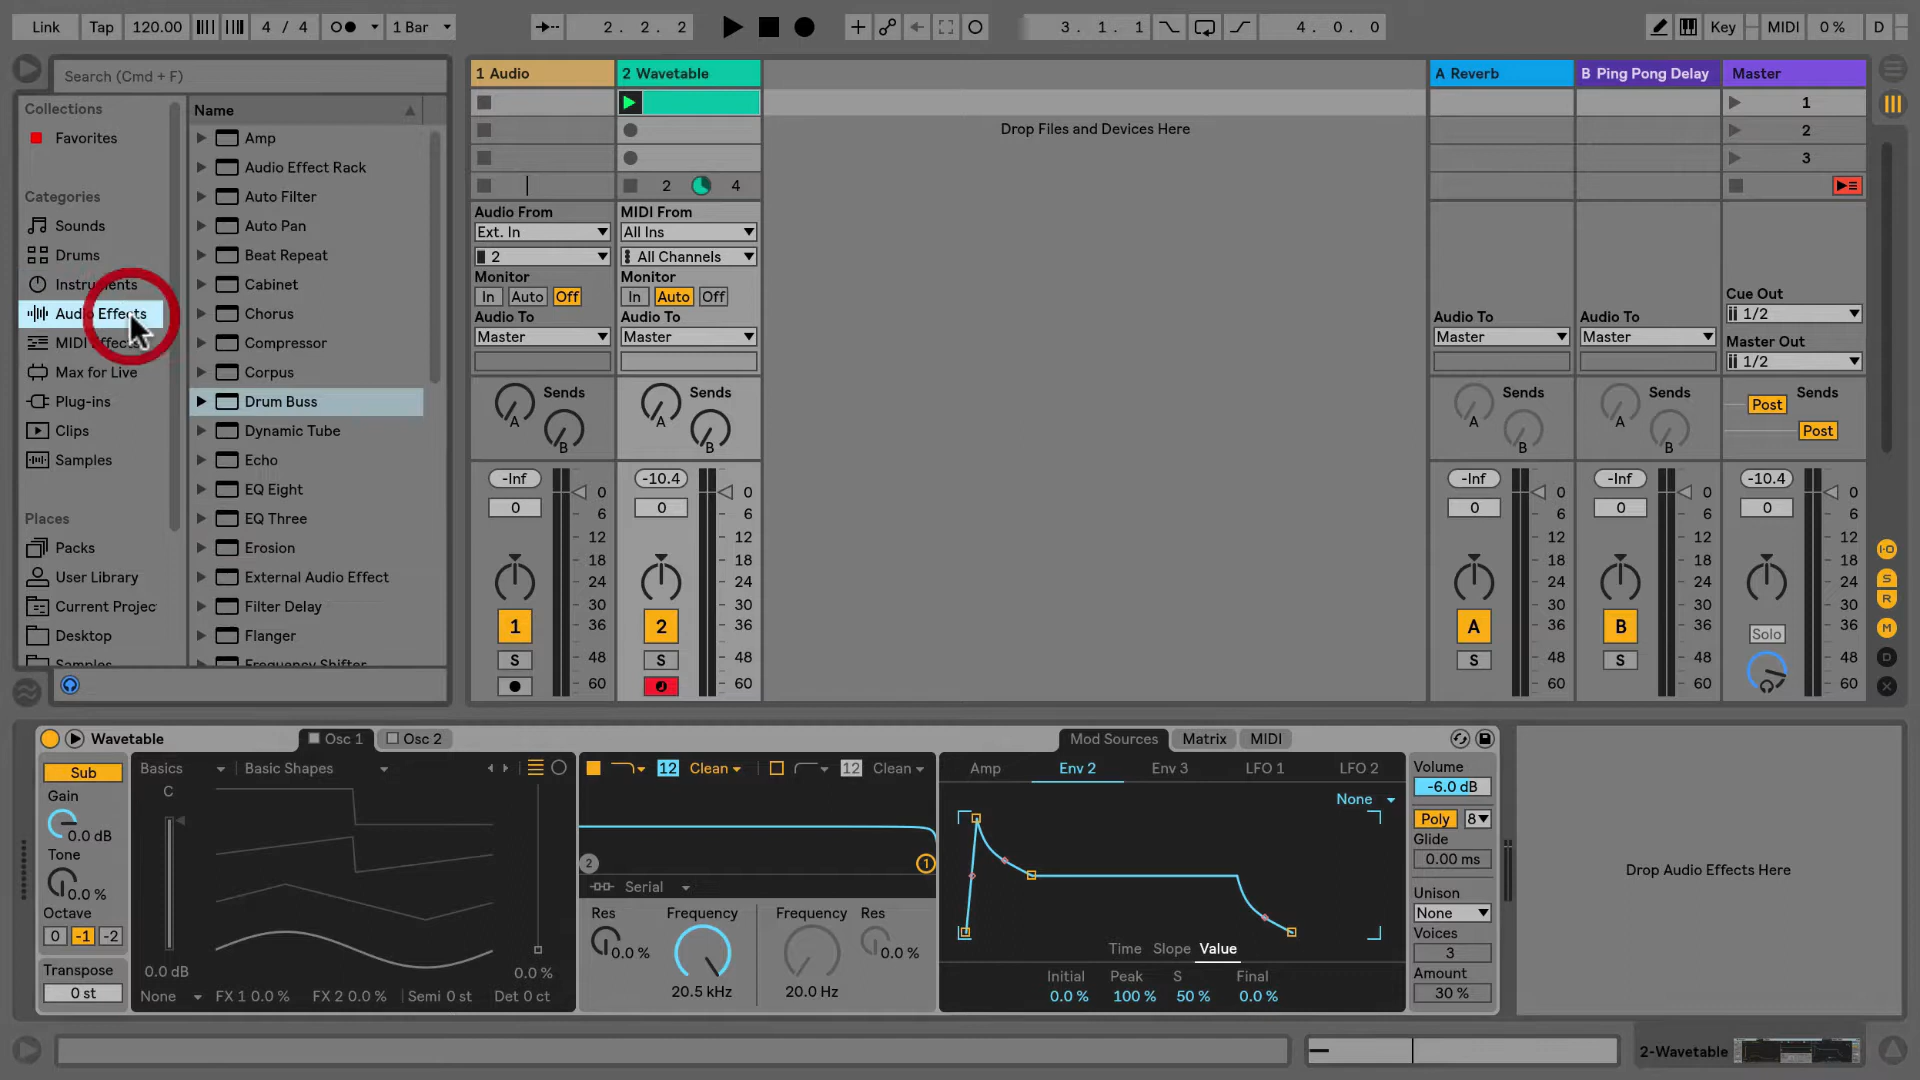 Link Tap 120.00 4 / 4 1 Bar 2. 2. 2 3. 1. 1 4. 0. 0 Key MIDI 0 % D
Search (Cmd + F)
Collections
Favorites
Categories
Sounds
Drums
Instruments
Audio Effects
MIDI Effects
Max for Live
Plug-ins
Clips
Samples
Places
Packs
User Library
Current Projec
Desktop
Samples
Name
Amp
Audio Effect Rack
Auto Filter
Auto Pan
Beat Repeat
Cabinet
Chorus
Compressor
Corpus
Drum Buss
Dynamic Tube
Echo
EQ Eight
EQ Three
Erosion
External Audio Effect
Filter Delay
Flanger
Frequency Shifter
1 Audio
Audio From
Ext. In
2
Monitor
In Auto Off
Audio To
Master
Sends
A
B
-Inf
0
0
6
12
18
24
30
36
48
60
1
S
2 Wavetable
2 4
MIDI From
All Ins
All Channels
Monitor
In Auto Off
Audio To
Master
Sends
A
B
-10.4
0
0
6
12
18
24
30
36
48
60
2
S
Drop Files and Devices Here
A Reverb
Audio To
Master
Sends
A
B
-Inf
0
0
6
12
18
24
30
36
48
60
A
S
B Ping Pong Delay
Audio To
Master
Sends
A
B
-Inf
0
0
6
12
18
24
30
36
48
60
B
S
Master
1
2
3
Cue Out
1/2
Master Out
1/2
Sends
Post
Post
-10.4
0
0
6
12
18
24
30
36
48
60
Solo
I·O
S
R
M
D
X
Wavetable
Osc 1 Osc 2
Sub
Gain
0.0 dB
Tone
0.0 %
Octave
0 -1 -2
Transpose
0 st
Basics Basic Shapes
C
0.0 dB 0.0 %
None FX 1 0.0 % FX 2 0.0 % Semi 0 st Det 0 ct
12 Clean 12 Clean
2 1
Serial
Res Frequency Frequency Res
0.0 % 0.0 %
20.5 kHz 20.0 Hz
Mod Sources Matrix MIDI
Amp Env 2 Env 3 LFO 1 LFO 2
None
Time Slope Value
Initial Peak S Final
0.0 % 100 % 50 % 0.0 %
Volume
-6.0 dB
Poly 8
Glide
0.00 ms
Unison
None
Voices
3
Amount
30 %
Drop Audio Effects Here
2-Wavetable